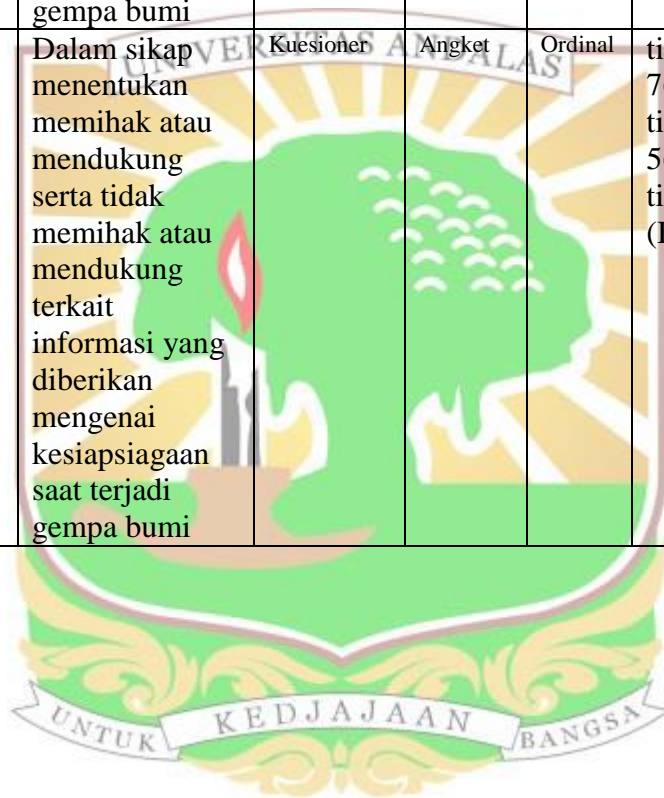 gempa bumi
Dalam sikap
menentukan
memihak atau
mendukung
serta tidak
memihak atau
mendukung
terkait
informasi yang
diberikan
mengenai
kesiapsiagaan
saat terjadi
gempa bumi
Kuesioner
Angket
Ordinal
UNIVERSITAS ANDALAS
UNTUK KEDJAJAAN BANGSA